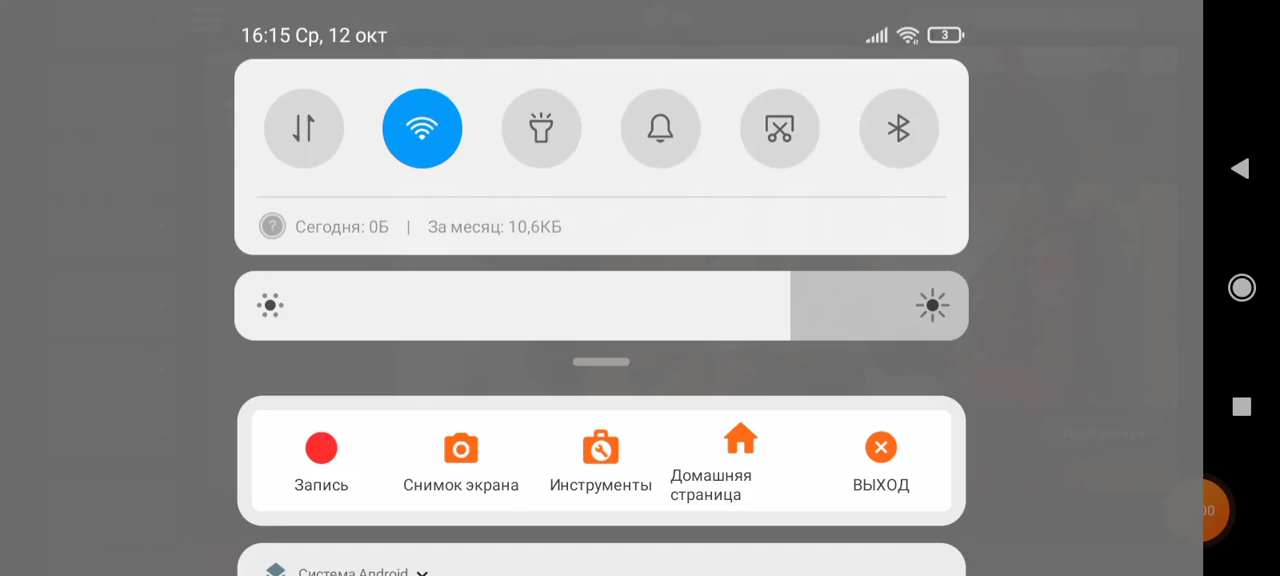 16:15 Ср, 12 окт
3
Сегодня: 0Б | За месяц: 10,6КБ
Запись
Снимок экрана
Инструменты
Домашняя
страница
ВЫХОД
00
Система Android